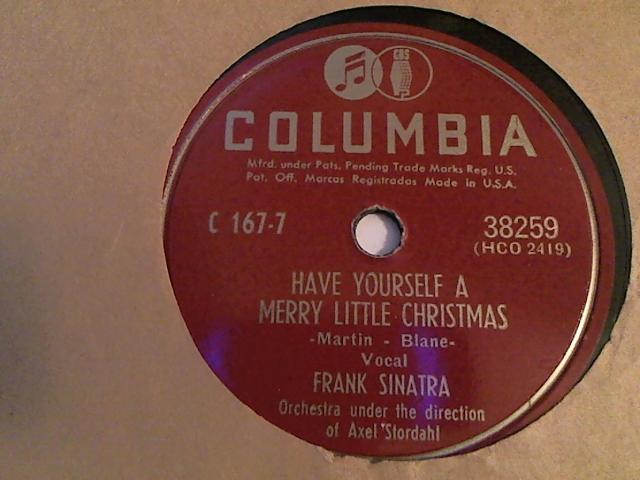 CBS
COLUMBIA
Mfrd. under Pats. Pending Trade Marks Reg. U.S.
Pat. Off. Marcas Registradas Made in U.S.A.
C 167-7
38259
(HCO 2419)
HAVE YOURSELF A
MERRY LITTLE CHRISTMAS
-Martin - Blane-
Vocal
FRANK SINATRA
Orchestra under the direction
of Axel Stordahl